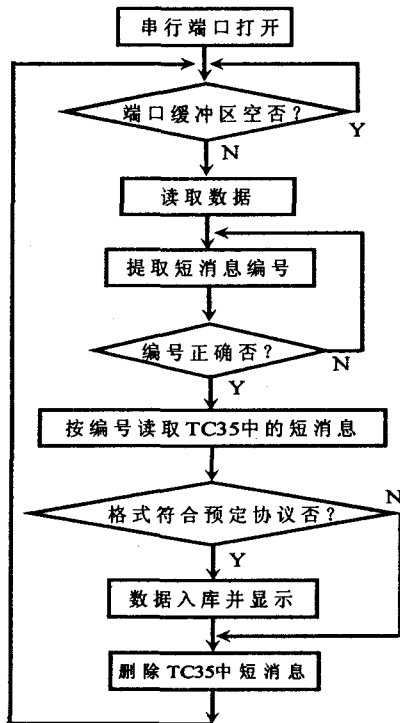 串行端口打开
端口缓冲区空否?
Y
N
读取数据
提取短消息编号
编号正确否?
N
Y
按编号读取TC35中的短消息
N
格式符合预定协议否?
Y
数据入库并显示
删除TC35中短消息